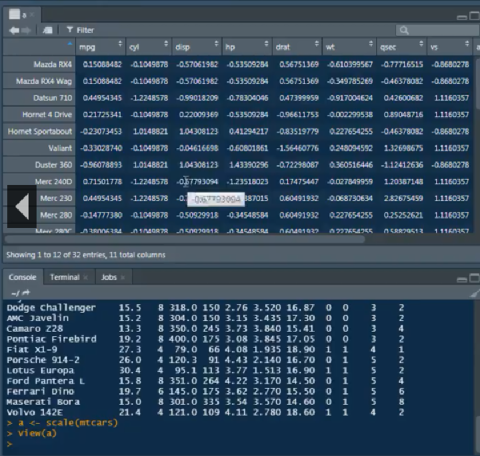 a
Filter
mpg cyl disp hp drat wt qsec vs a
Mazda RX4 0.15088482 -0.1049878 -0.57061982 -0.53509284 0.56751369 -0.610399567 -0.77716515 -0.8680278
Mazda RX4 Wag 0.15088482 -0.1049878 -0.57061982 -0.53509284 0.56751369 -0.349785269 -0.46378082 -0.8680278
Datsun 710 0.44954345 -1.2248578 -0.99018209 -0.78304046 0.47399959 -0.917004624 0.42600682 1.1160357
Hornet 4 Drive 0.21725341 -0.1049878 0.22009369 -0.53509284 -0.96611753 -0.002299538 0.89048716 1.1160357
Hornet Sportabout -0.23073453 1.0148821 1.04308123 0.41294217 -0.83519779 0.227654255 -0.46378082 -0.8680278
Valiant -0.33028740 -0.1049878 -0.04616698 -0.60801861 -1.56460776 0.248094592 1.32698675 1.1160357
Duster 360 -0.96078893 1.0148821 1.04308123 1.43390296 -0.72298087 0.360516446 -1.12412636 -0.8680278
Merc 240D 0.71501778 -1.2248578 -0.67793094 -1.23518023 0.17475447 -0.027849959 1.20387148 1.1160357
Merc 230 0.44954345 -1.2248578 0.60491932 -0.068730634 2.82675459 1.1160357
-0.67793094
Merc 280 -0.14777380 -0.1049878 -0.50929918 -0.34548584 0.60491932 0.227654255 0.25252621 1.1160357
Merc 280C -0.38006384 -0.1049878 -0.50929918 -0.34548584 0.60491932 0.227654255 0.58829513 1.1160357
Showing 1 to 12 of 32 entries, 11 total columns
Console Terminal Jobs
~/
Dodge Challenger 15.5 8 318.0 150 2.76 3.520 16.87 0 0 3 2
AMC Javelin 15.2 8 304.0 150 3.15 3.435 17.30 0 0 3 2
Camaro Z28 13.3 8 350.0 245 3.73 3.840 15.41 0 0 3 4
Pontiac Firebird 19.2 8 400.0 175 3.08 3.845 17.05 0 0 3 2
Fiat X1-9 27.3 4 79.0 66 4.08 1.935 18.90 1 1 4 1
Porsche 914-2 26.0 4 120.3 91 4.43 2.140 16.70 0 1 5 2
Lotus Europa 30.4 4 95.1 113 3.77 1.513 16.90 1 1 5 2
Ford Pantera L 15.8 8 351.0 264 4.22 3.170 14.50 0 1 5 4
Ferrari Dino 19.7 6 145.0 175 3.62 2.770 15.50 0 1 5 6
Maserati Bora 15.0 8 301.0 335 3.54 3.570 14.60 0 1 5 8
Volvo 142E 21.4 4 121.0 109 4.11 2.780 18.60 1 1 4 2
> a <- scale(mtcars)
> View(a)
>